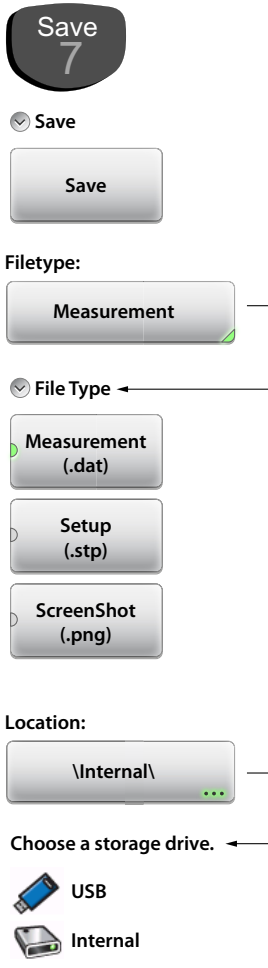 Save
7
Save
Save
Filetype:
Measurement
File Type
Measurement
(.dat)
Setup
(.stp)
ScreenShot
(.png)
Location:
\Internal\
Choose a storage drive.
USB
Internal